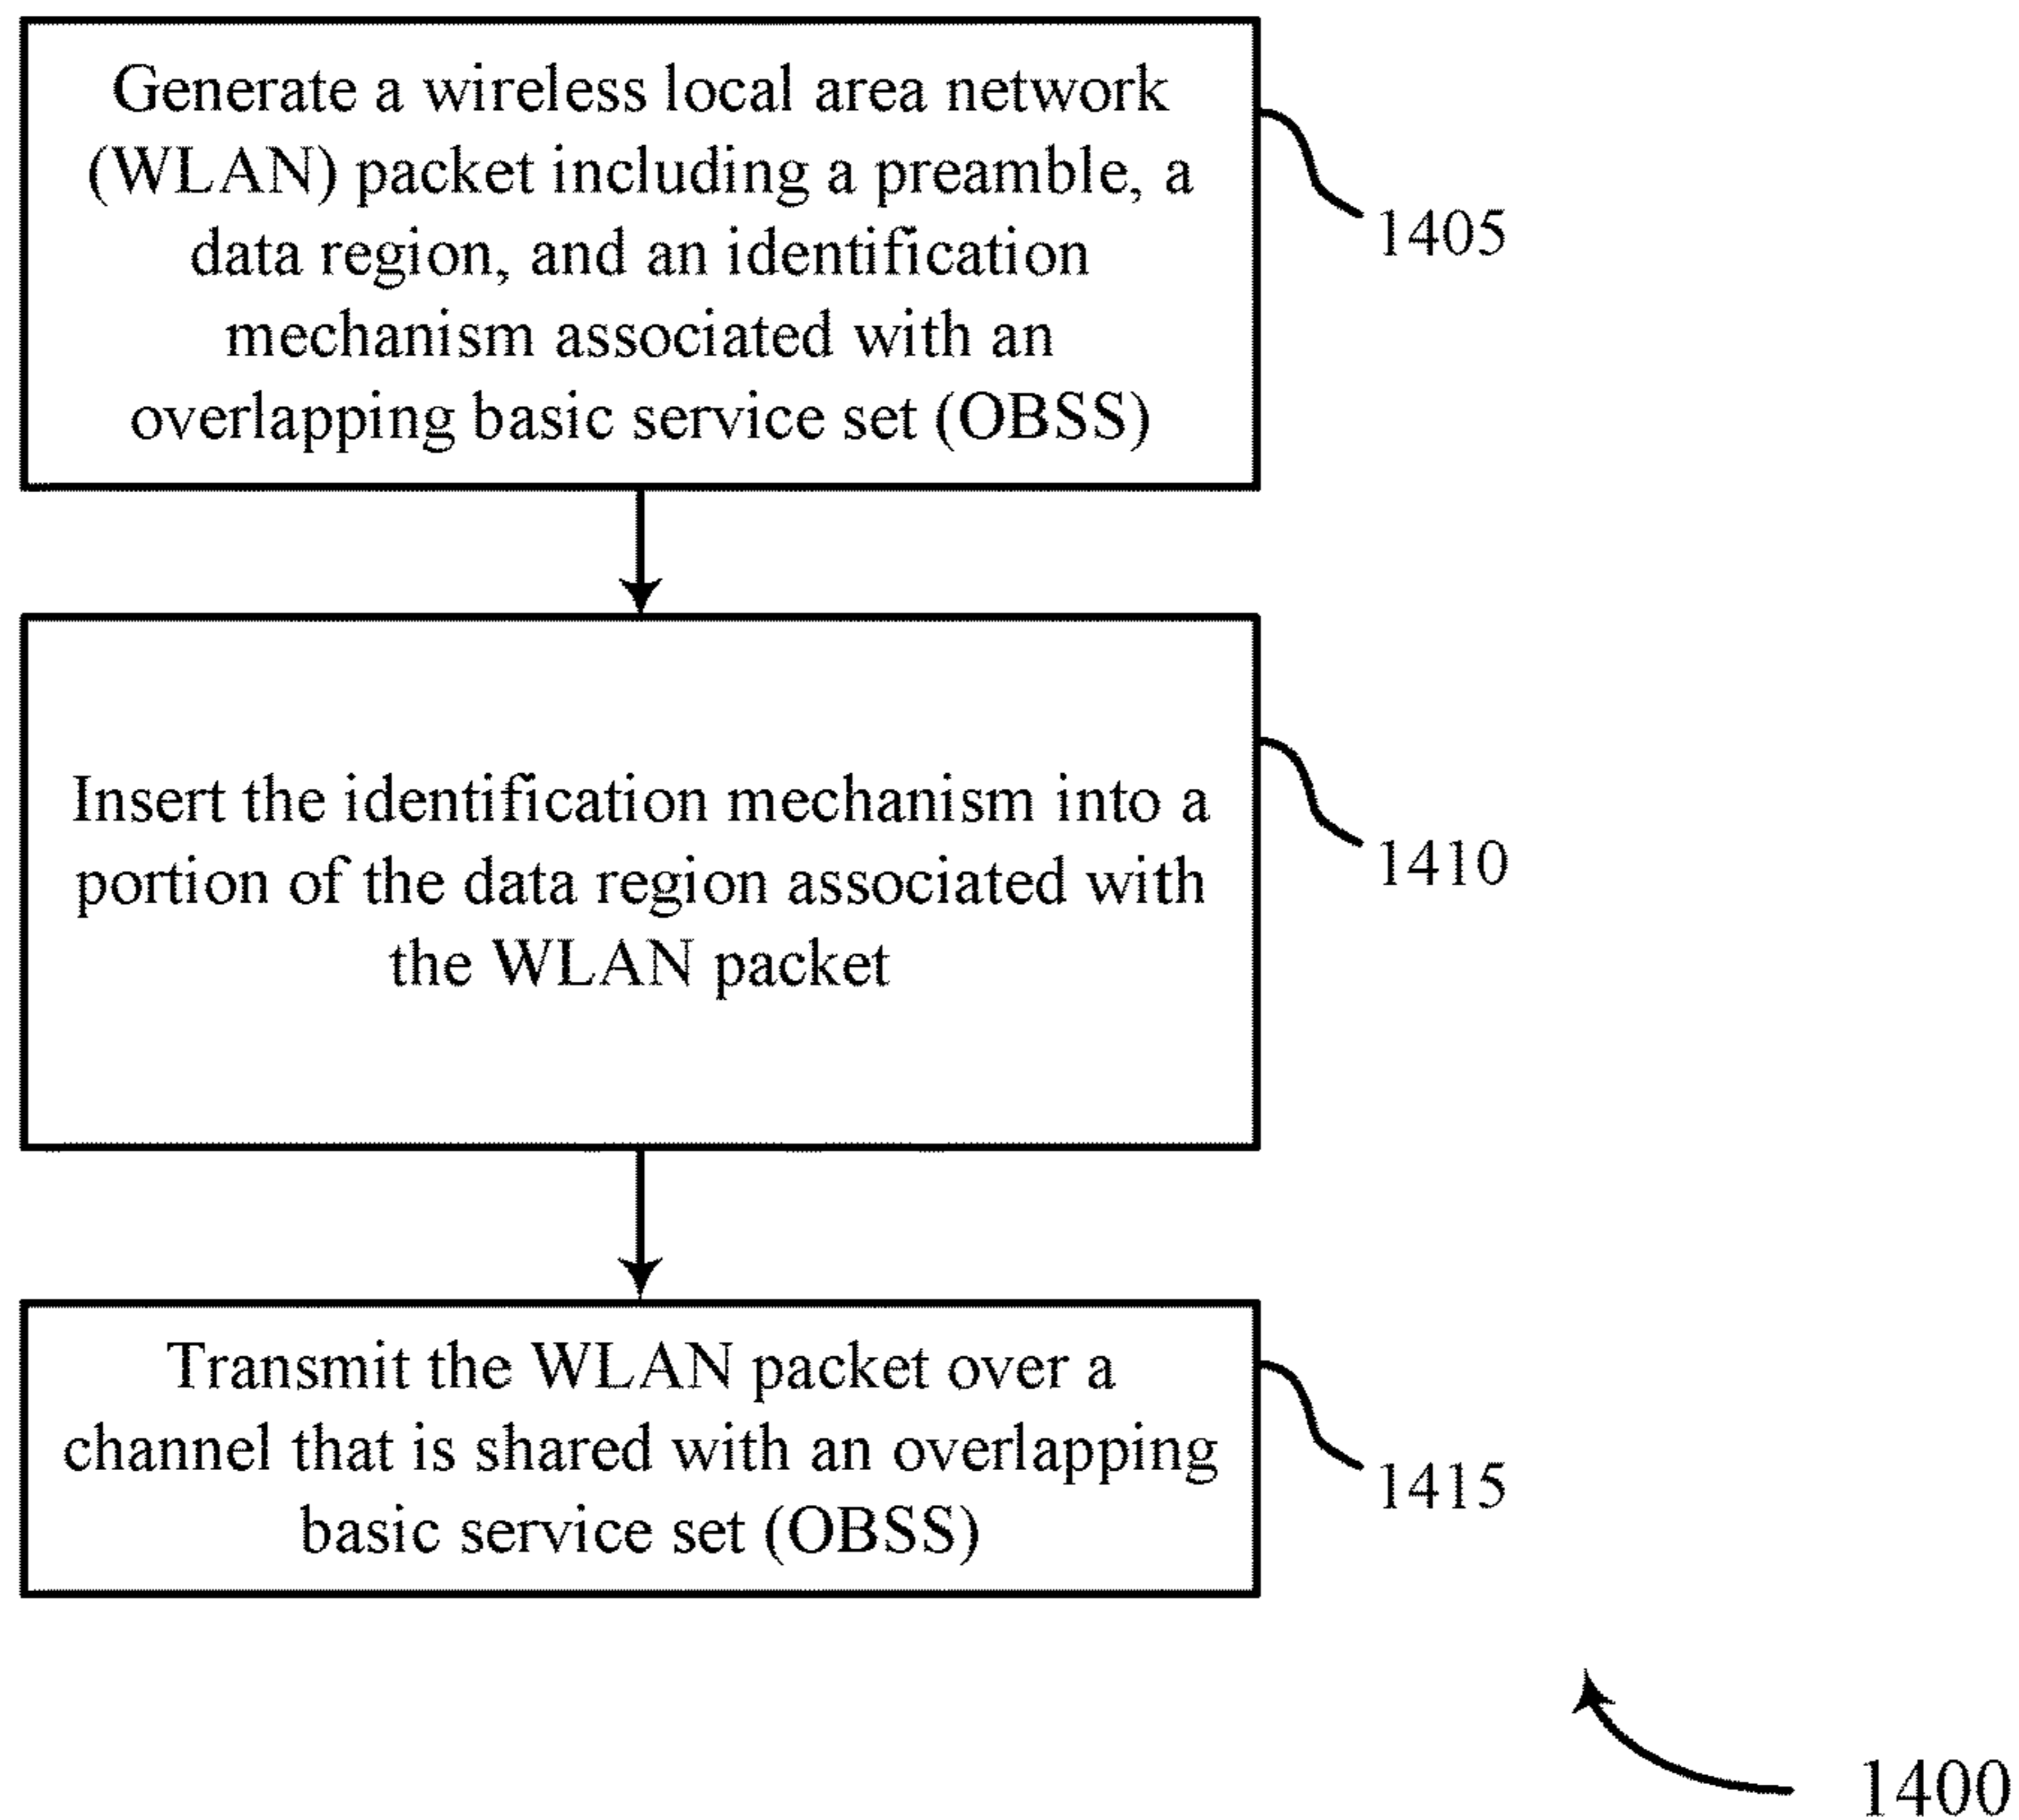 Generate a wireless local area network
(WLAN) packet including a preamble, a
data region, and an identification
mechanism associated with an
overlapping basic service set (OBSS)
1405
Insert the identification mechanism into a
portion of the data region associated with
the WLAN packet
1410
Transmit the WLAN packet over a
channel that is shared with an overlapping
basic service set (OBSS)
1415
1400